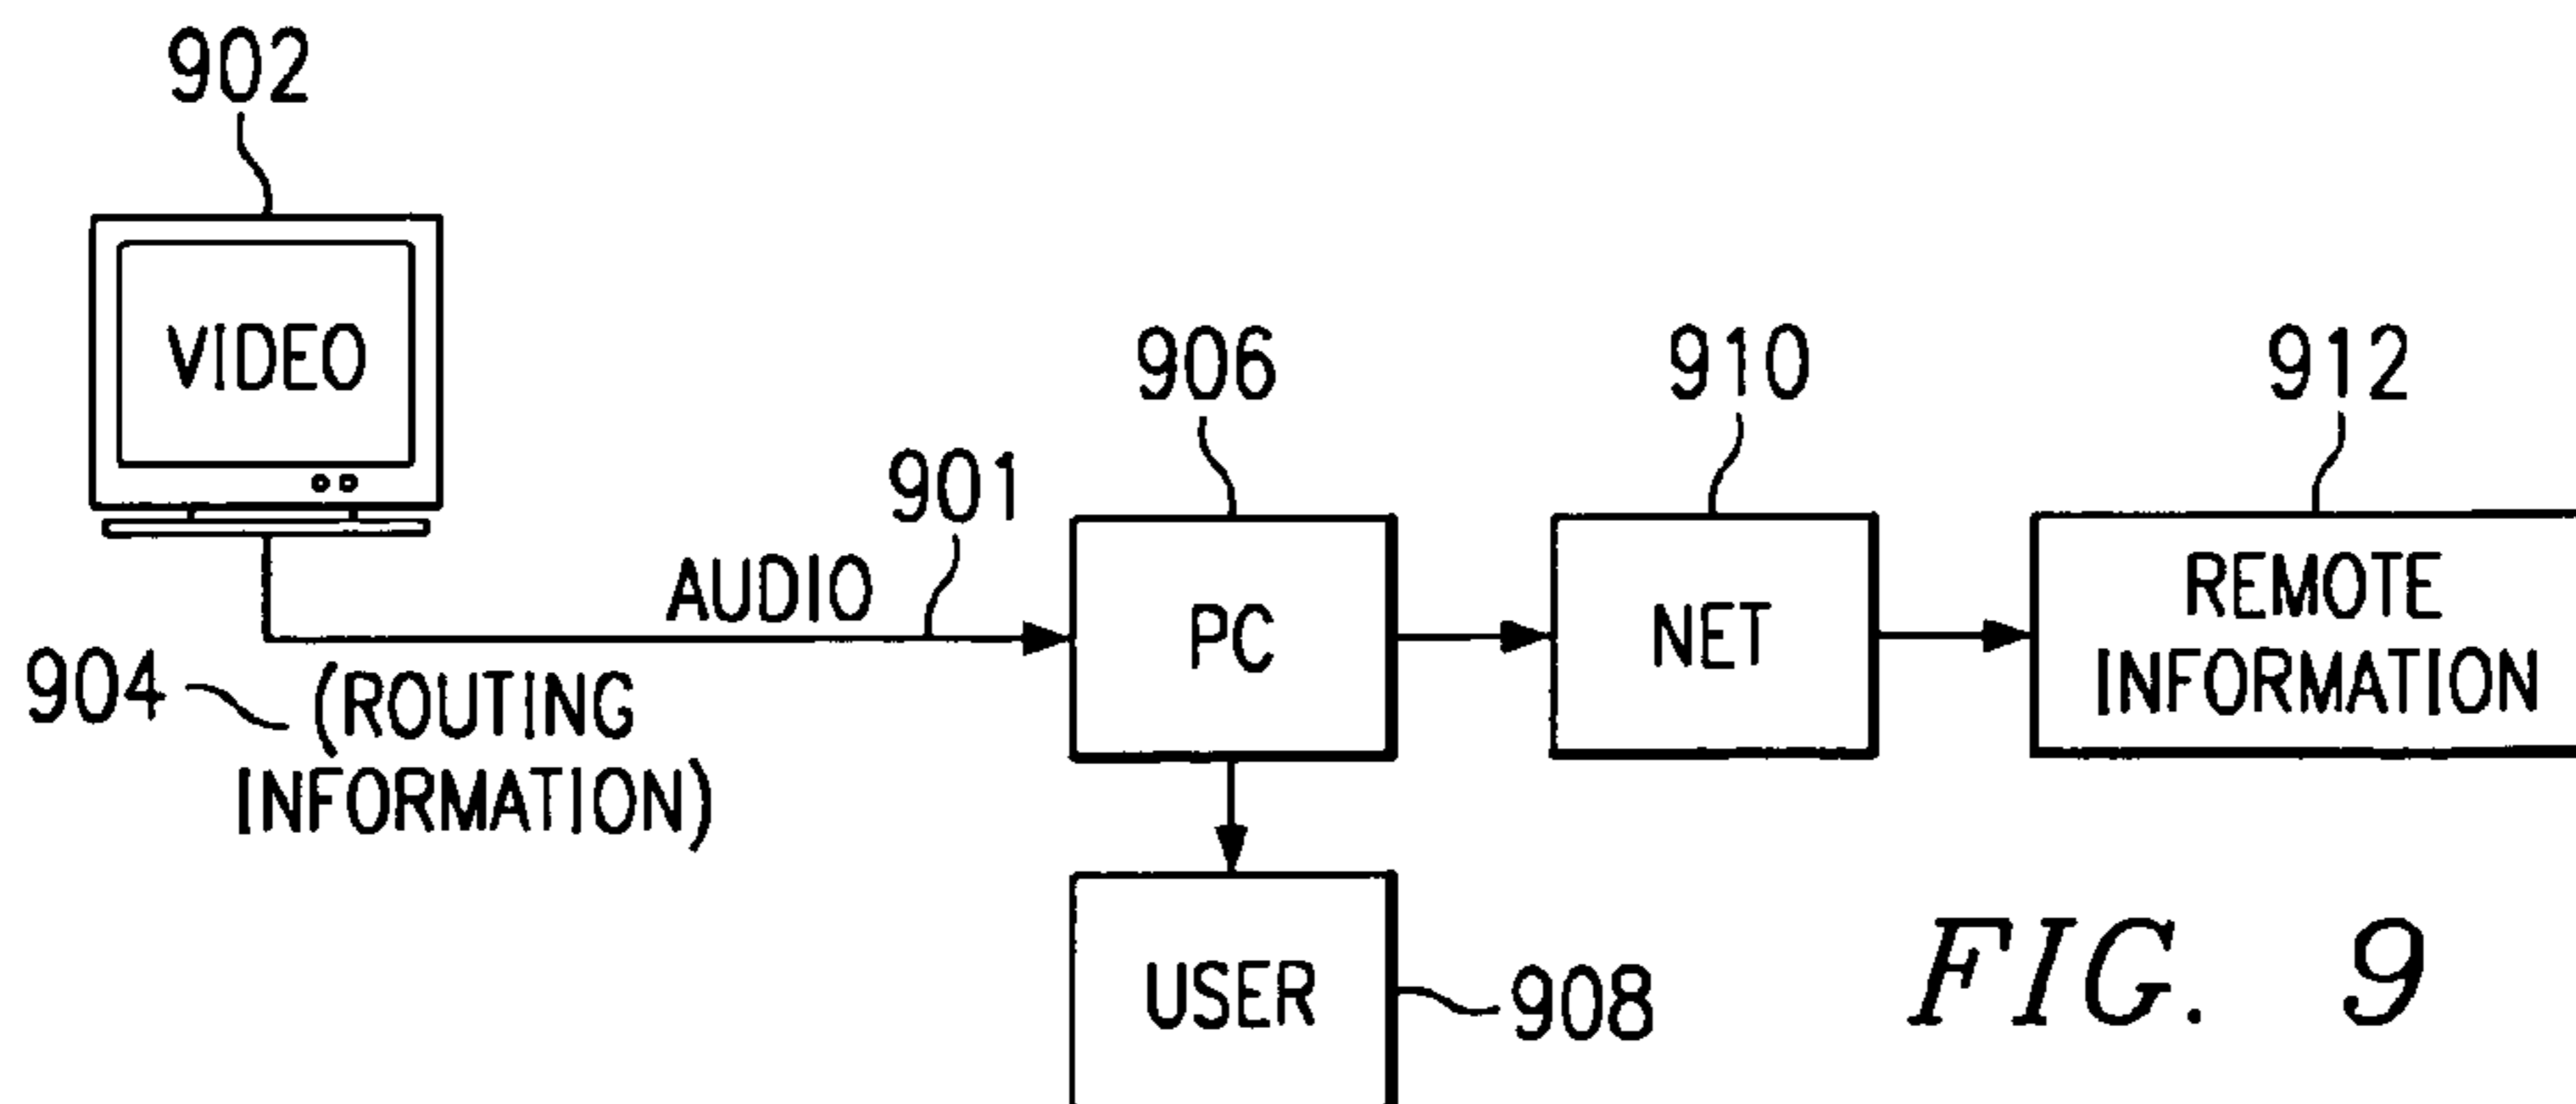 902
VIDEO
901
AUDIO
904
(ROUTING
INFORMATION)
906
PC
910
NET
912
REMOTE
INFORMATION
USER
908
FIG. 9